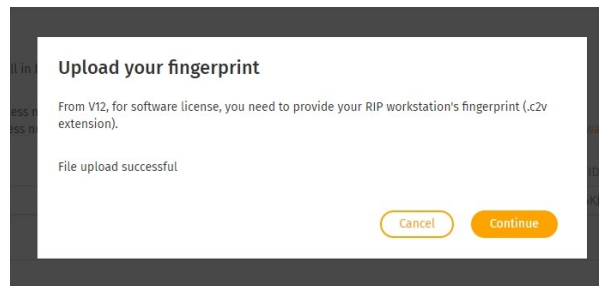 Upload your fingerprint
From V12, for software license, you need to provide your RIP workstation's fingerprint (.c2v
extension).
File upload successful
Cancel
Continue